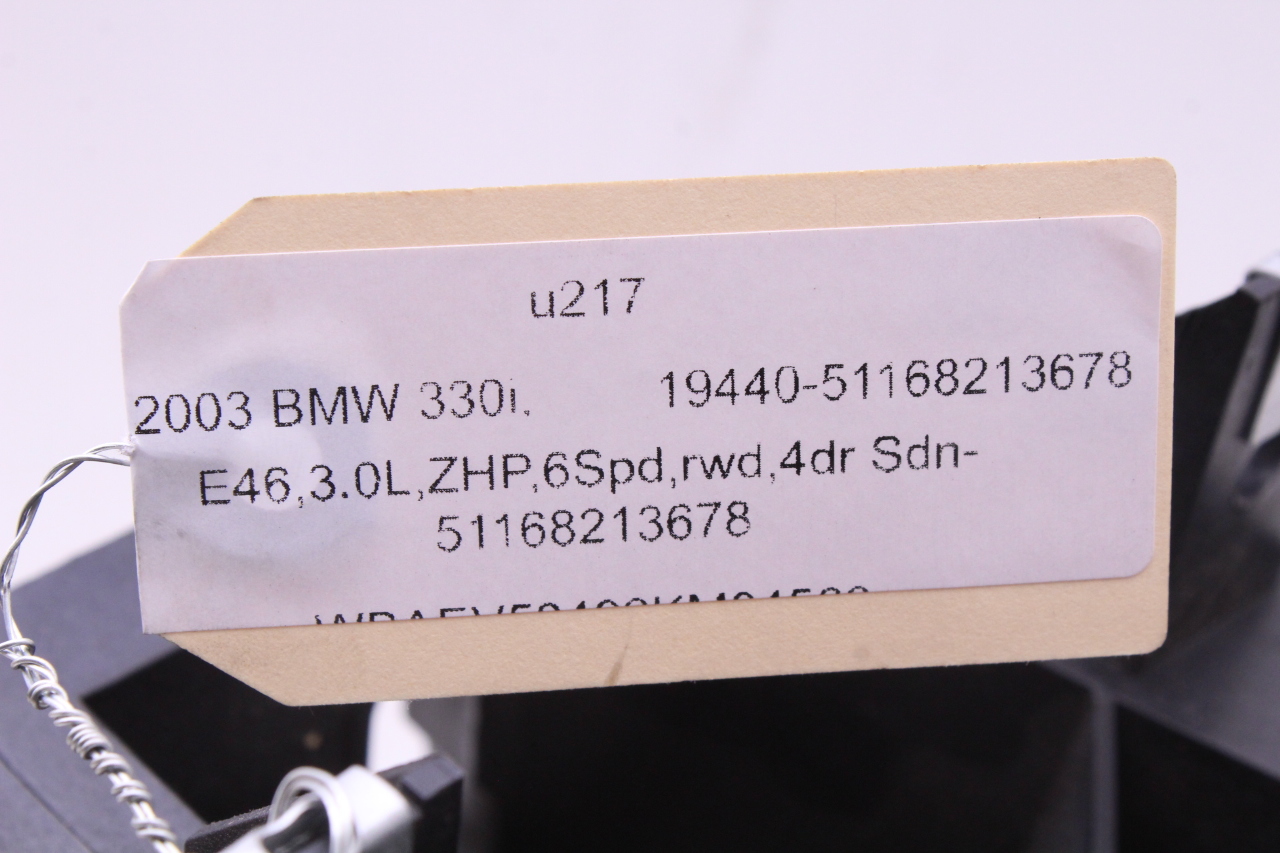 u217
2003 BMW 330i, 19440-51168213678
E46,3.0L,ZHP,6Spd,rwd,4dr Sdn-
51168213678